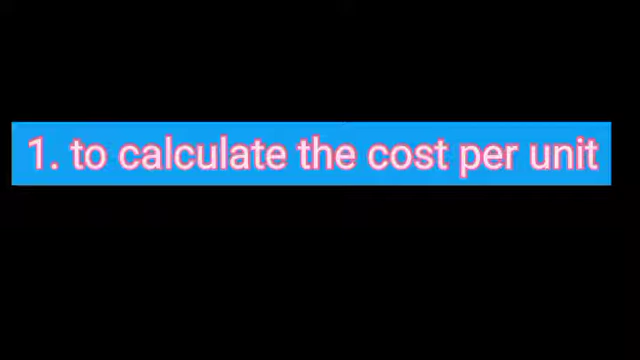 1. to calculate the cost per unit